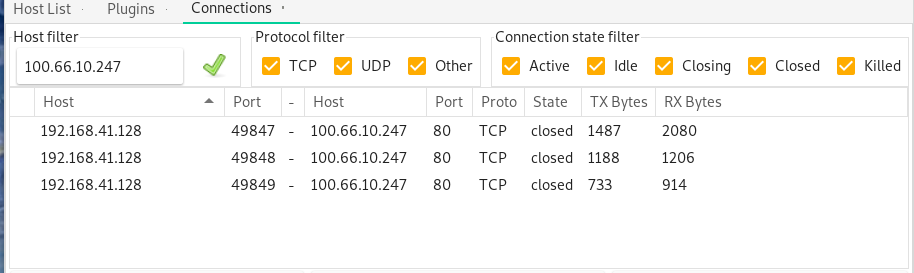 Host List · Plugins · Connections ·
Host filter Protocol filter Connection state filter
100.66.10.247 TCP UDP Other Active Idle Closing Closed Killed
Host Port - Host Port Proto State TX Bytes RX Bytes
192.168.41.128 49847 - 100.66.10.247 80 TCP closed 1487 2080
192.168.41.128 49848 - 100.66.10.247 80 TCP closed 1188 1206
192.168.41.128 49849 - 100.66.10.247 80 TCP closed 733 914